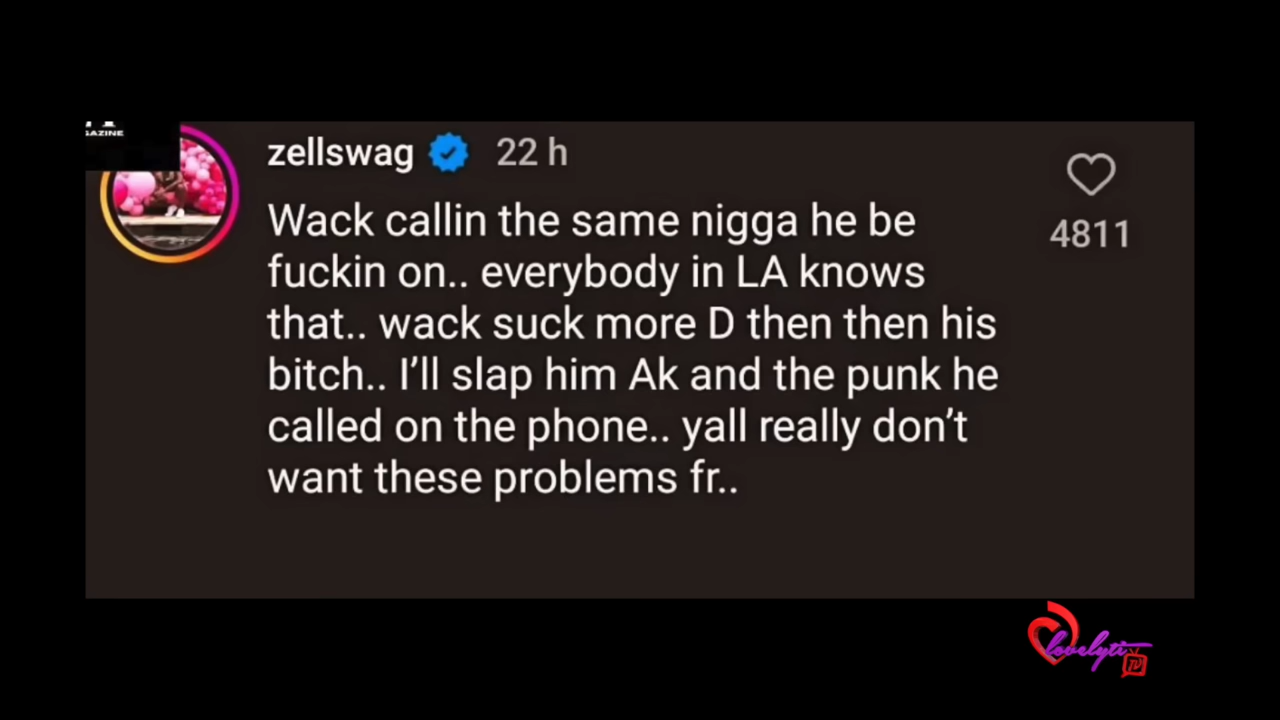 AZINE
zellswag 22 h
Wack callin the same nigga he be
fuckin on.. everybody in LA knows
that.. wack suck more D then then his
bitch.. I’ll slap him Ak and the punk he
called on the phone.. yall really don’t
want these problems fr..
4811
lovelyti
TV